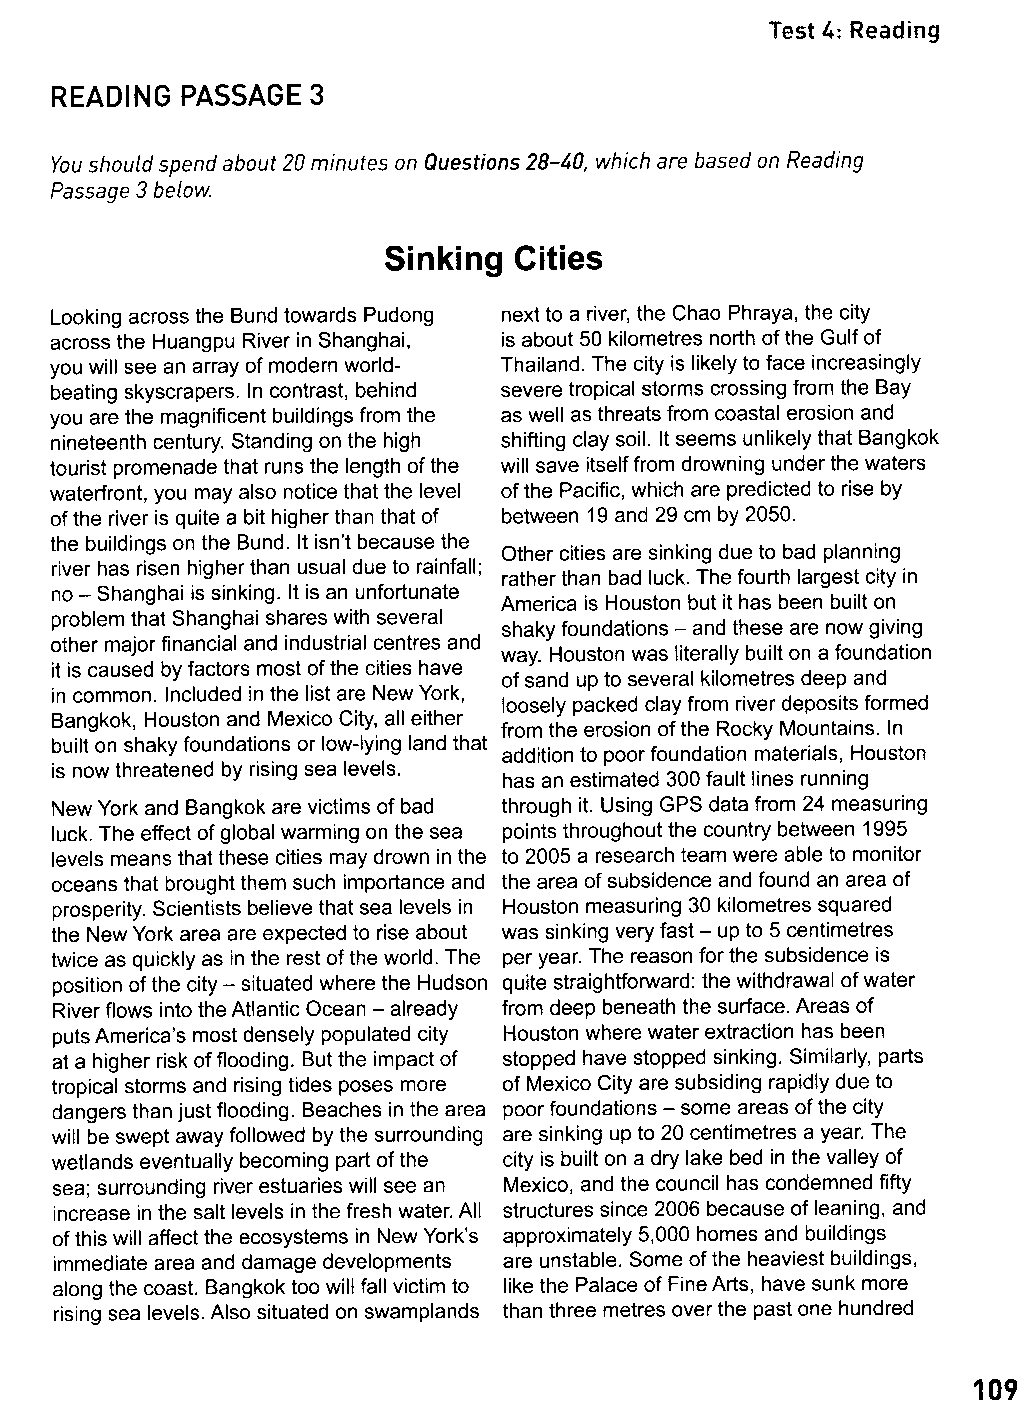 Test 4: Reading
READING PASSAGE 3
You should spend about 20 minutes on Questions 28–40, which are based on Reading
Passage 3 below.
Sinking Cities
Looking across the Bund towards Pudong
across the Huangpu River in Shanghai,
you will see an array of modern world-
beating skyscrapers. In contrast, behind
you are the magnificent buildings from the
nineteenth century. Standing on the high
tourist promenade that runs the length of the
waterfront, you may also notice that the level
of the river is quite a bit higher than that of
the buildings on the Bund. It isn't because the
river has risen higher than usual due to rainfall;
no – Shanghai is sinking. It is an unfortunate
problem that Shanghai shares with several
other major financial and industrial centres and
it is caused by factors most of the cities have
in common. Included in the list are New York,
Bangkok, Houston and Mexico City, all either
built on shaky foundations or low-lying land that
is now threatened by rising sea levels.
New York and Bangkok are victims of bad
luck. The effect of global warming on the sea
levels means that these cities may drown in the
oceans that brought them such importance and
prosperity. Scientists believe that sea levels in
the New York area are expected to rise about
twice as quickly as in the rest of the world. The
position of the city – situated where the Hudson
River flows into the Atlantic Ocean – already
puts America's most densely populated city
at a higher risk of flooding. But the impact of
tropical storms and rising tides poses more
dangers than just flooding. Beaches in the area
will be swept away followed by the surrounding
wetlands eventually becoming part of the
sea; surrounding river estuaries will see an
increase in the salt levels in the fresh water. All
of this will affect the ecosystems in New York's
immediate area and damage developments
along the coast. Bangkok too will fall victim to
rising sea levels. Also situated on swamplands
next to a river, the Chao Phraya, the city
is about 50 kilometres north of the Gulf of
Thailand. The city is likely to face increasingly
severe tropical storms crossing from the Bay
as well as threats from coastal erosion and
shifting clay soil. It seems unlikely that Bangkok
will save itself from drowning under the waters
of the Pacific, which are predicted to rise by
between 19 and 29 cm by 2050.
Other cities are sinking due to bad planning
rather than bad luck. The fourth largest city in
America is Houston but it has been built on
shaky foundations – and these are now giving
way. Houston was literally built on a foundation
of sand up to several kilometres deep and
loosely packed clay from river deposits formed
from the erosion of the Rocky Mountains. In
addition to poor foundation materials, Houston
has an estimated 300 fault lines running
through it. Using GPS data from 24 measuring
points throughout the country between 1995
to 2005 a research team were able to monitor
the area of subsidence and found an area of
Houston measuring 30 kilometres squared
was sinking very fast – up to 5 centimetres
per year. The reason for the subsidence is
quite straightforward: the withdrawal of water
from deep beneath the surface. Areas of
Houston where water extraction has been
stopped have stopped sinking. Similarly, parts
of Mexico City are subsiding rapidly due to
poor foundations – some areas of the city
are sinking up to 20 centimetres a year. The
city is built on a dry lake bed in the valley of
Mexico, and the council has condemned fifty
structures since 2006 because of leaning, and
approximately 5,000 homes and buildings
are unstable. Some of the heaviest buildings,
like the Palace of Fine Arts, have sunk more
than three metres over the past one hundred
109